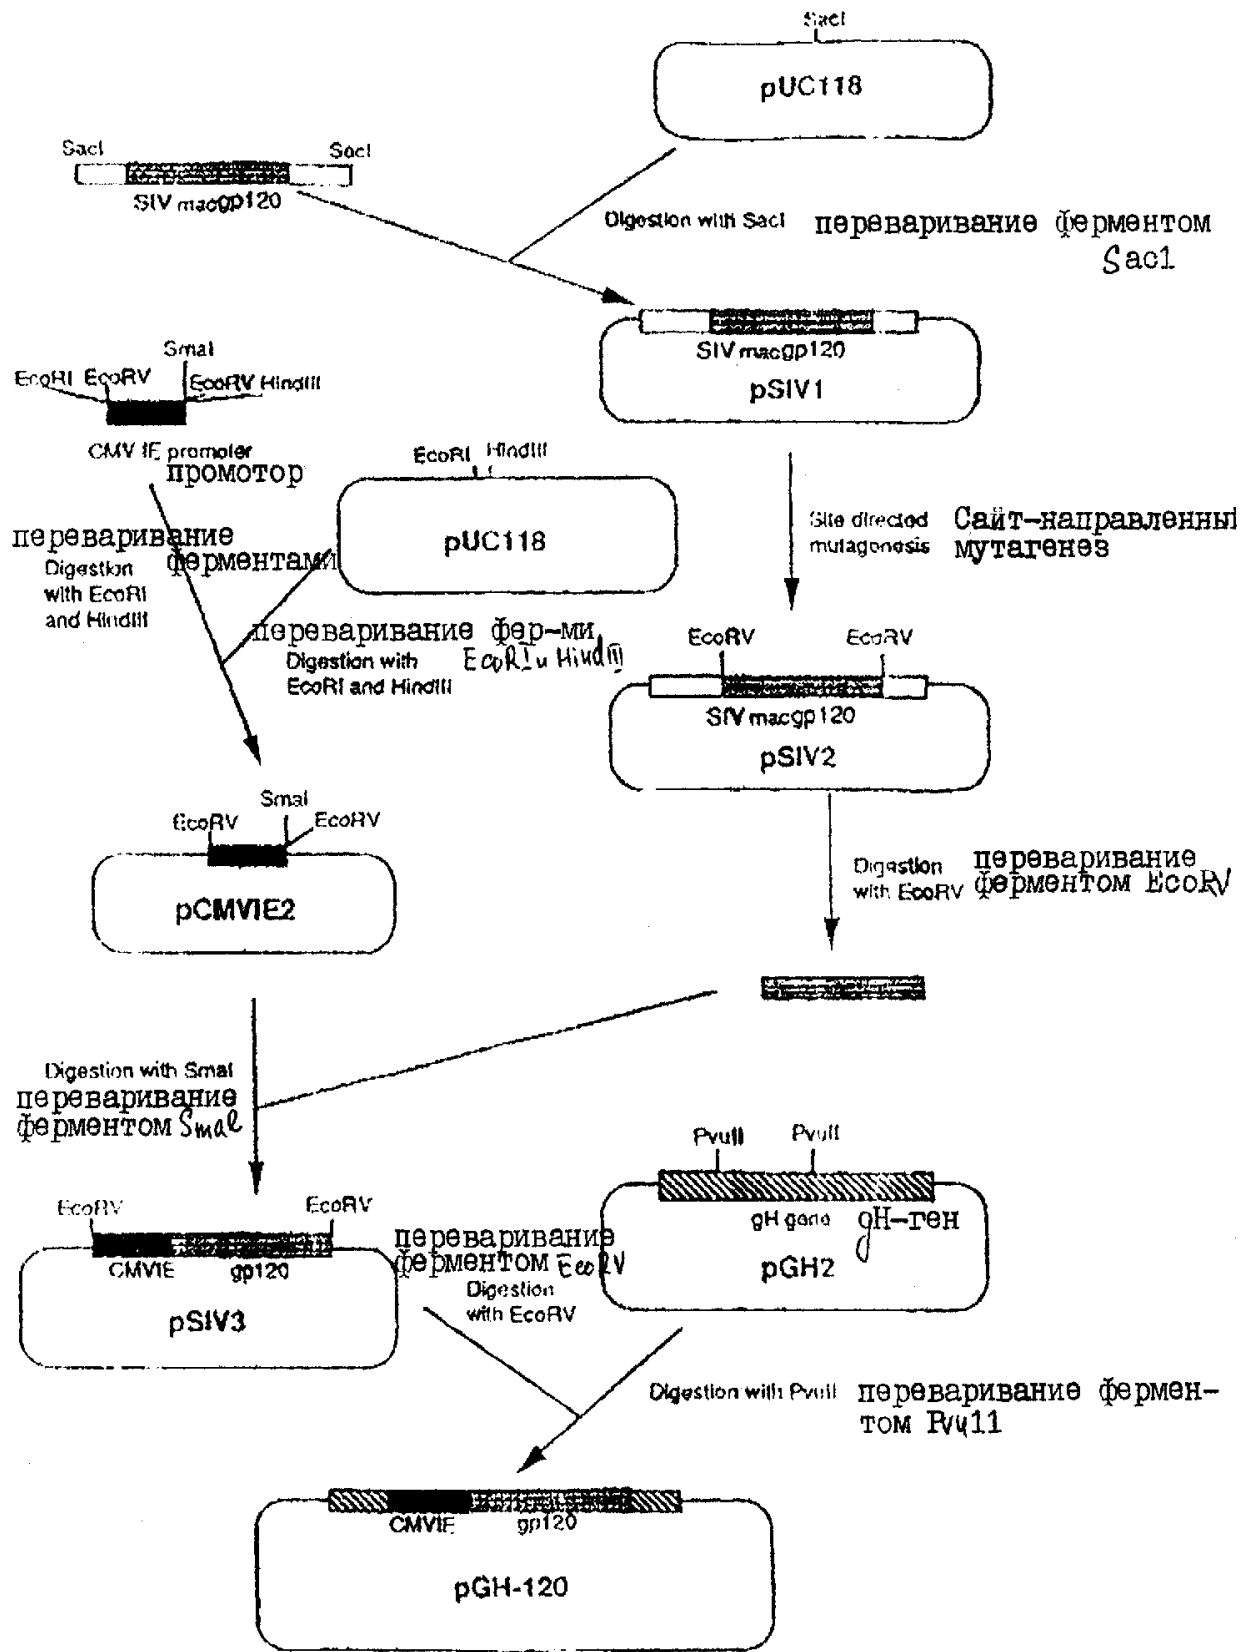 SacI
pUC118
SacI SacI
SIV macgp120
Digestion with SacI переваривание ферментом
Sac1
SIV macgp120
pSIV1
SmaI
EcoRI EcoRV EcoRV HindIII
CMV IE promoter
промотор
EcoRI HindIII
pUC118
переваривание
ферментами
Digestion
with EcoRI
and HindIII
переваривание фер-ми
EcoRI и HindIII
Digestion with
EcoRI and HindIII
Site directed
mutagenesis
Сайт-направленны
мутагенез
EcoRV EcoRV
SIV macgp120
pSIV2
SmaI
EcoRV EcoRV
pCMVIE2
Digestion
with EcoRV
переваривание
ферментом EcoRV
Digestion with SmaI
переваривание
ферментом Smal
PvuII PvuII
gH gene gH-ген
pGH2
EcoRV EcoRV
CMVIE gp120
pSIV3
переваривание
ферментом EcoRV
Digestion
with EcoRV
Digestion with PvuII переваривание фермен-
том Pvu11
CMVIE gp120
pGH-120